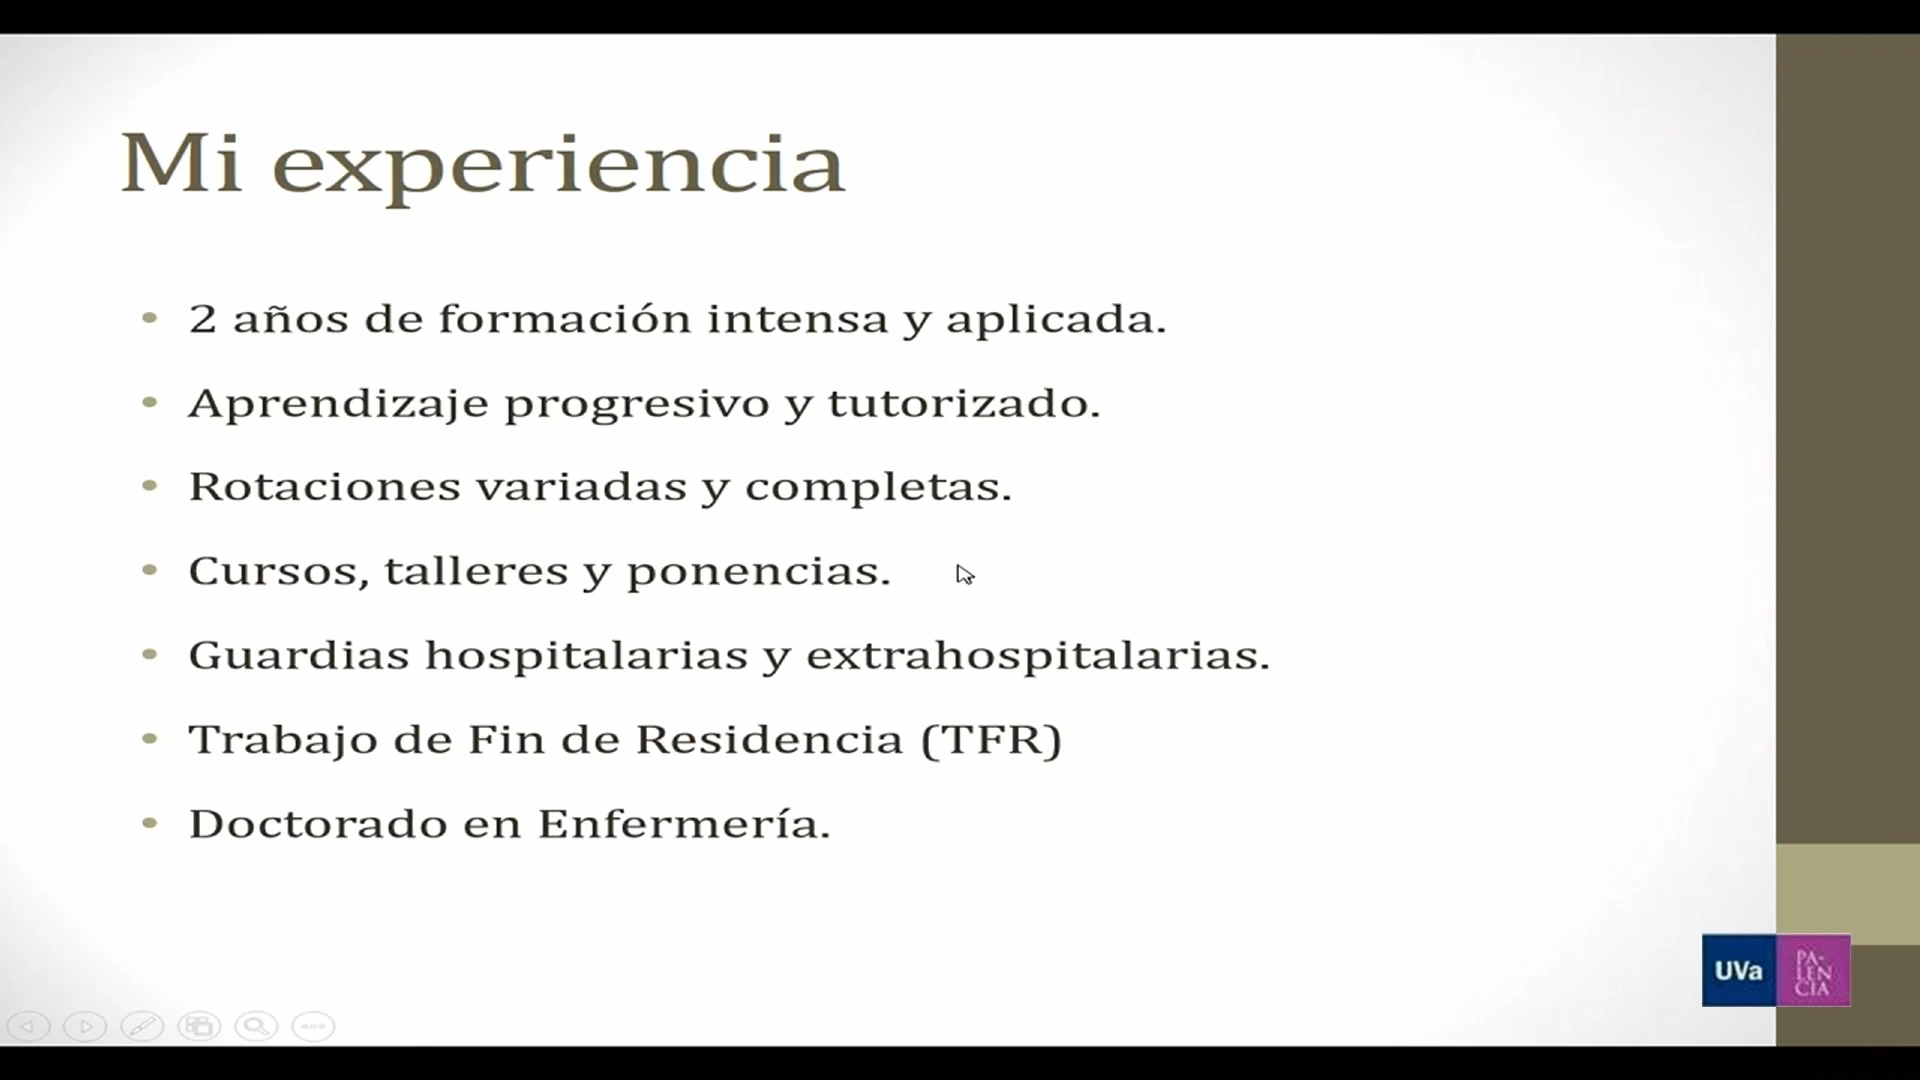 Mi experiencia
• 2 años de formación intensa y aplicada.
• Aprendizaje progresivo y tutorizado.
• Rotaciones variadas y completas.
• Cursos, talleres y ponencias.
• Guardias hospitalarias y extrahospitalarias.
• Trabajo de Fin de Residencia (TFR)
• Doctorado en Enfermería.
UVa
PA-
LEN
CIA